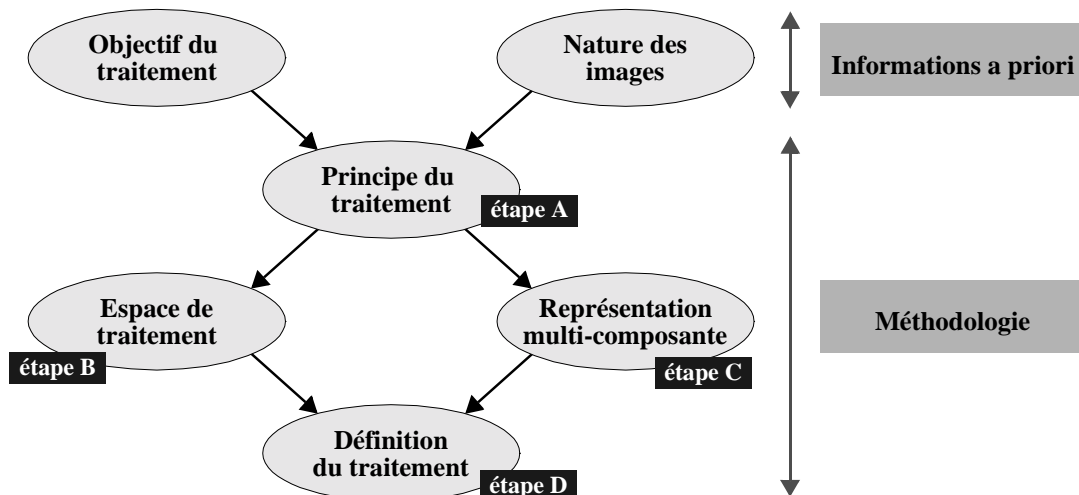 Objectif du
traitement
Nature des
images
Informations a priori
Principe du
traitement
étape A
Espace de
traitement
étape B
Représentation
multi-composante
étape C
Méthodologie
Définition
du traitement
étape D